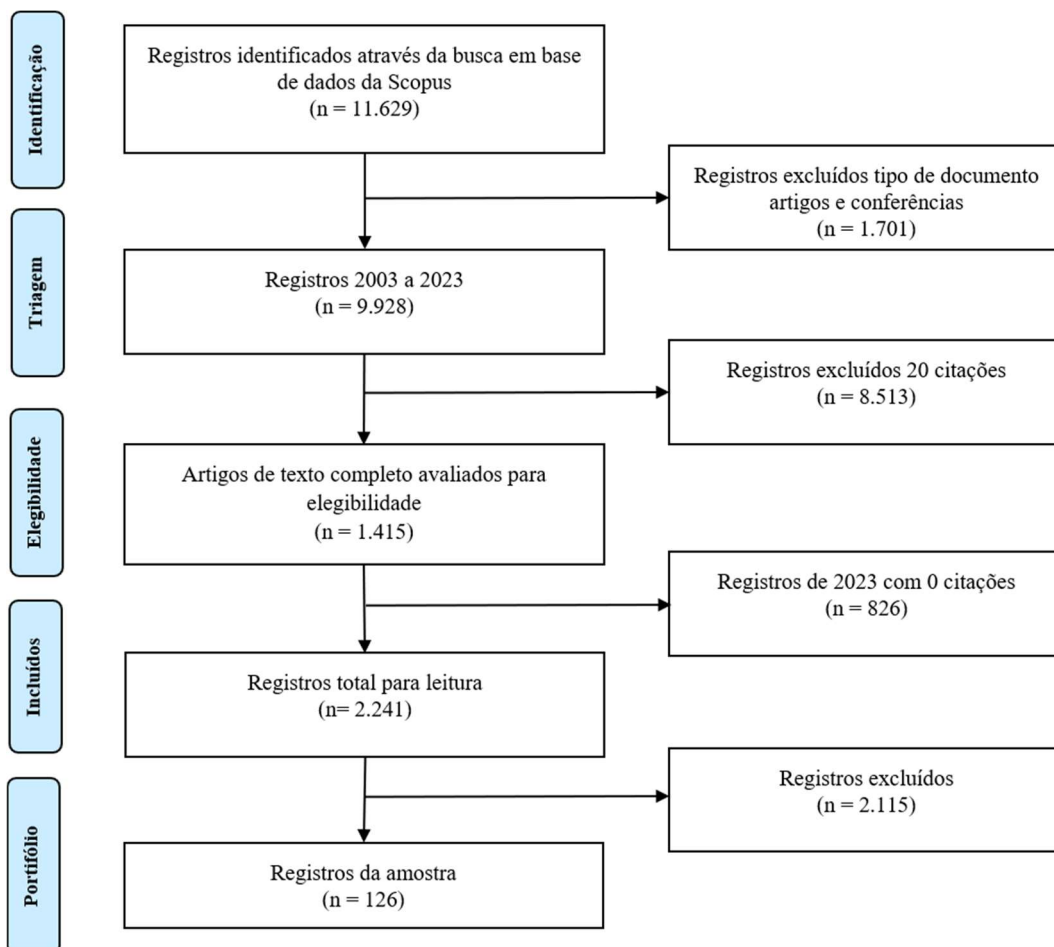 Identificação
Registros identificados através da busca em base
de dados da Scopus
(n = 11.629)
Registros excluídos tipo de documento
artigos e conferências
(n = 1.701)
Triagem
Registros 2003 a 2023
(n = 9.928)
Registros excluídos 20 citações
(n = 8.513)
Elegibilidade
Artigos de texto completo avaliados para
elegibilidade
(n = 1.415)
Registros de 2023 com 0 citações
(n = 826)
Incluídos
Registros total para leitura
(n= 2.241)
Registros excluídos
(n = 2.115)
Portifólio
Registros da amostra
(n = 126)